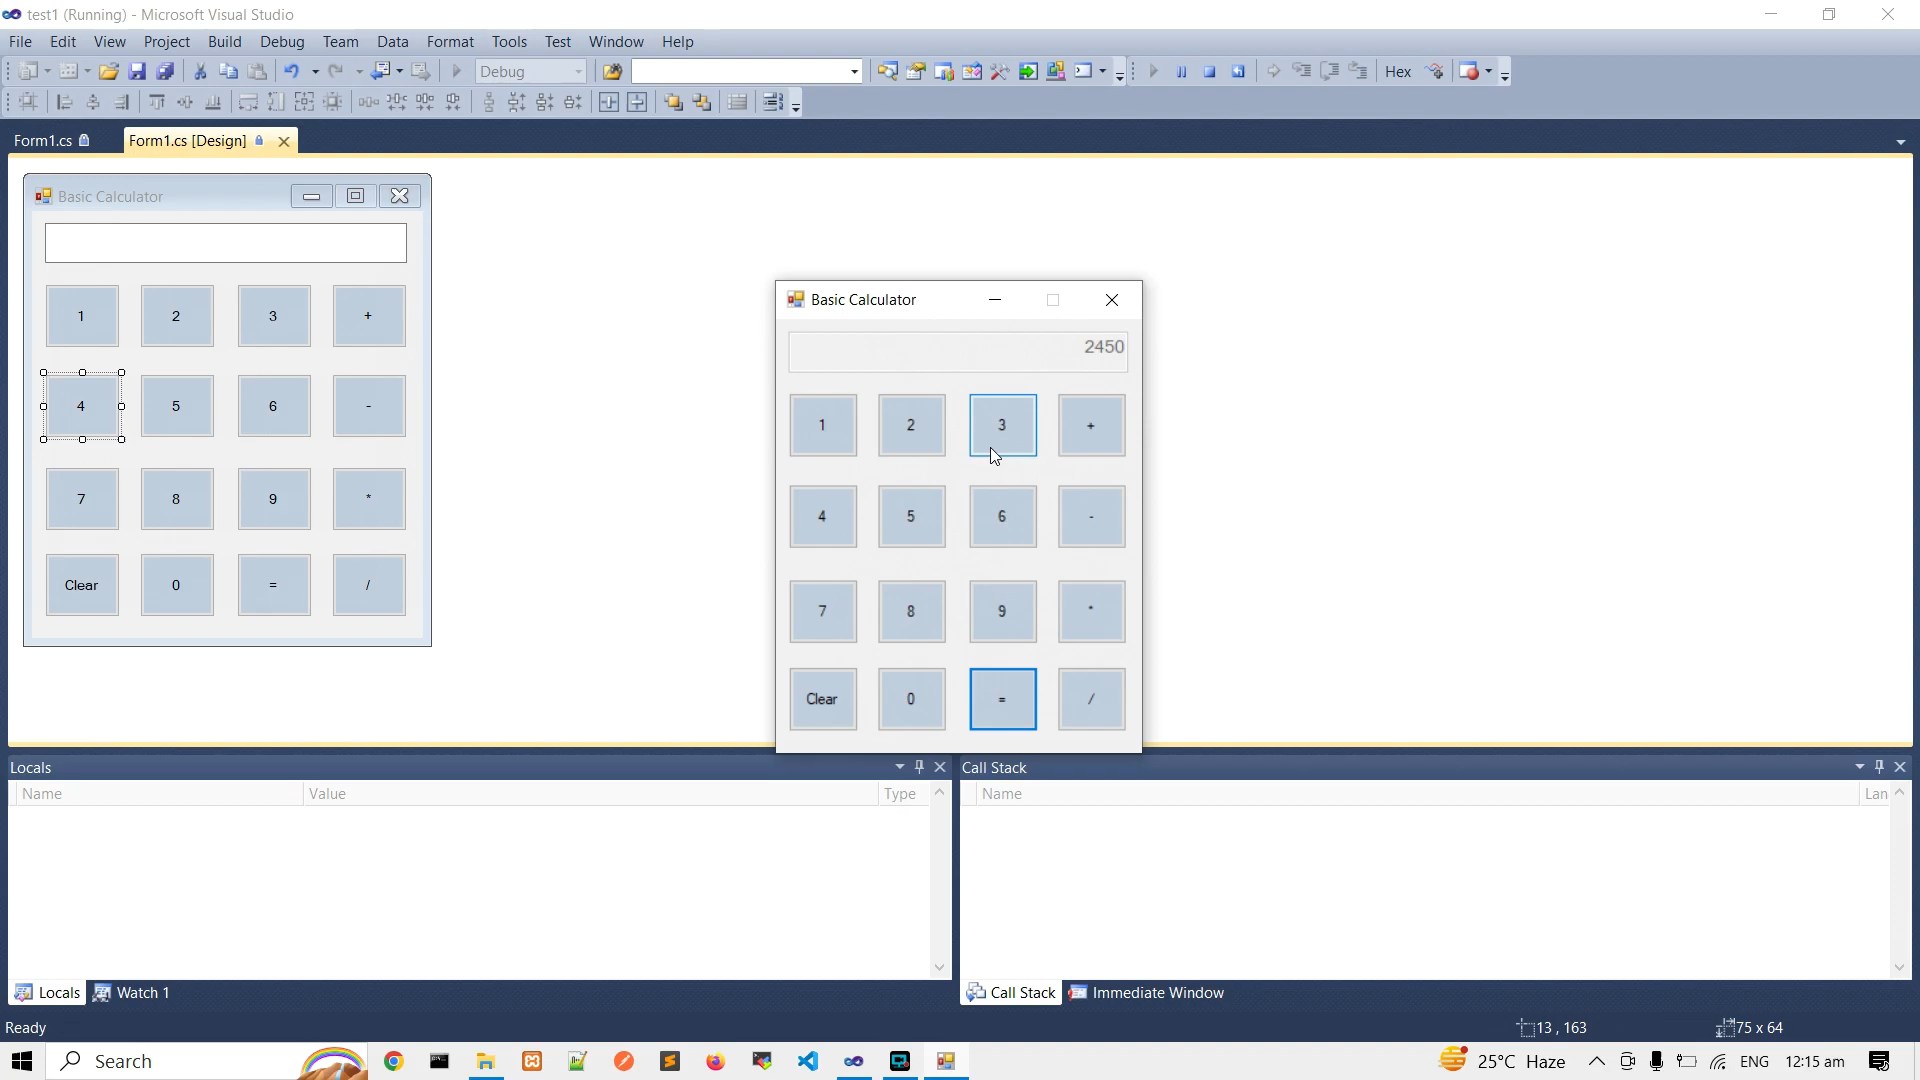 test1 (Running) - Microsoft Visual Studio
File Edit View Project Build Debug Team Data Format Tools Test Window Help
Debug Hex
Form1.cs Form1.cs [Design]
Basic Calculator
1 2 3 +
4 5 6 -
7 8 9 *
Clear 0 = /
Basic Calculator
2450
1 2 3 +
4 5 6 -
7 8 9 *
Clear 0 = /
Locals
Name Value Type
Call Stack
Name Lan
Locals Watch 1
Call Stack Immediate Window
Ready 13 , 163 75 x 64
Search 25°C Haze ENG 12:15 am